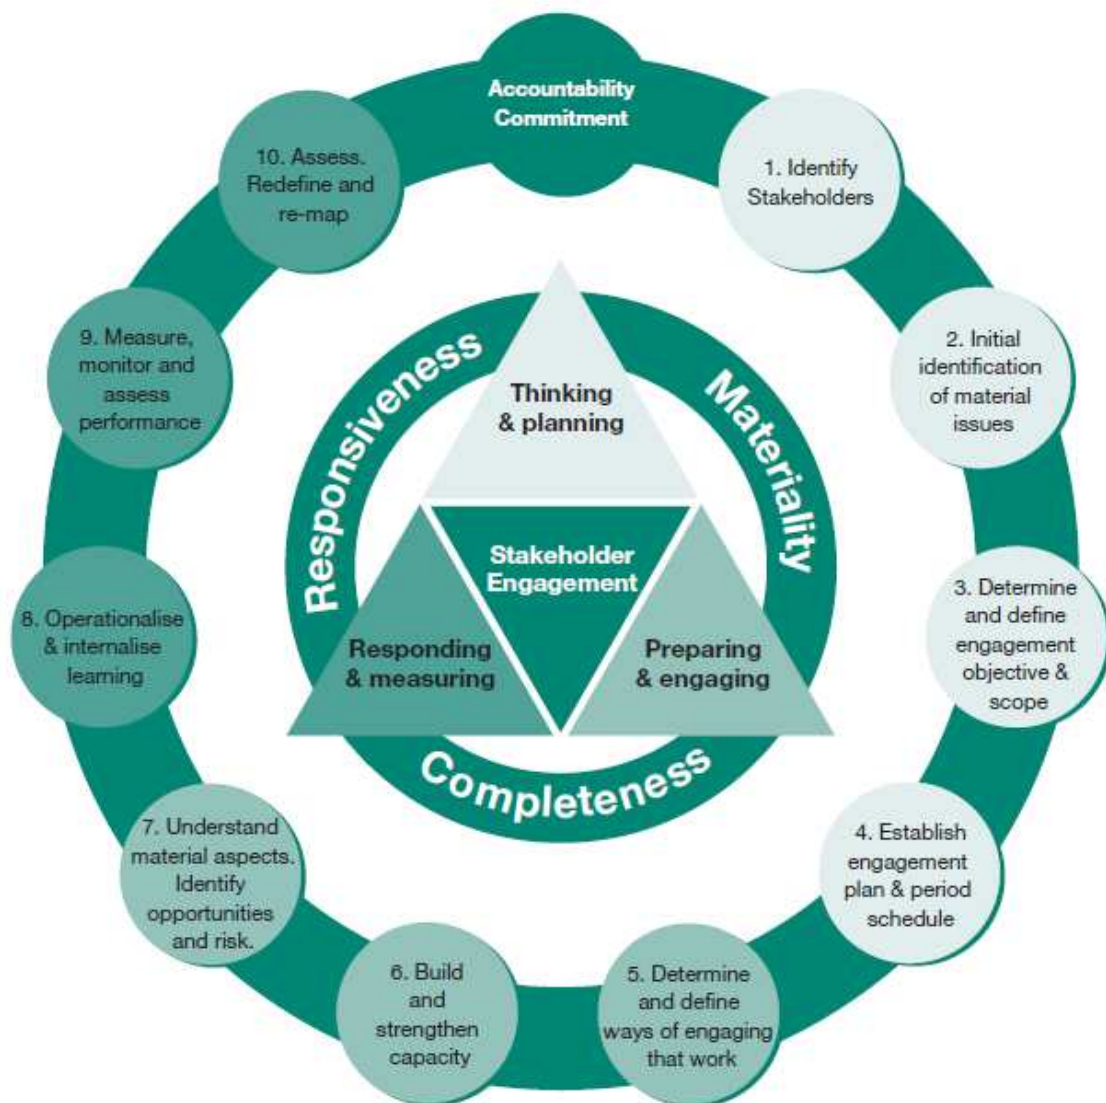 Accountability
Commitment
1. Identify
Stakeholders
2. Initial
identification
of material
issues
3. Determine
and define
engagement
objective &
scope
4. Establish
engagement
plan & period
schedule
5. Determine
and define
ways of engaging
that work
6. Build
and
strengthen
capacity
7. Understand
material aspects.
Identify
opportunities
and risk.
8. Operationalise
& internalise
learning
9. Measure,
monitor and
assess
performance
10. Assess.
Redefine and
re-map
Responsiveness
Materiality
Completeness
Thinking
& planning
Stakeholder
Engagement
Responding
& measuring
Preparing
& engaging